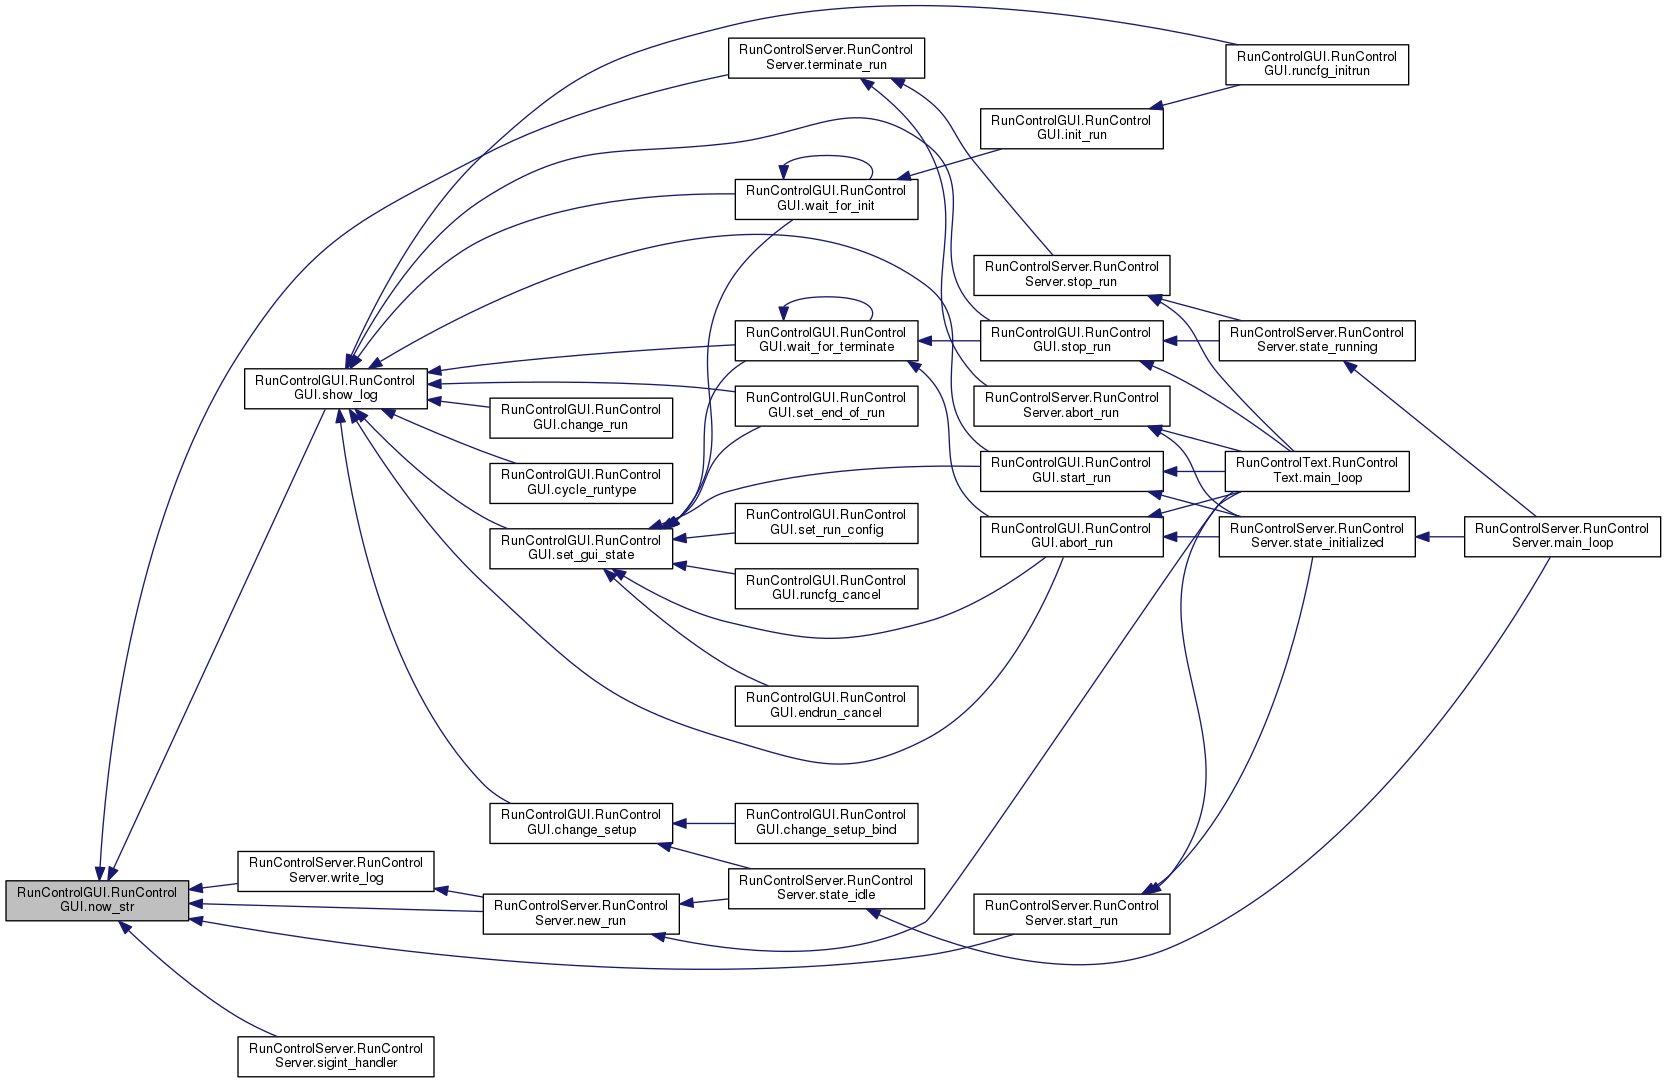 RunControlServer.RunControl
Server.terminate_run
RunControlGUI.RunControl
GUI.runcfg_initrun
RunControlGUI.RunControl
GUI.init_run
RunControlGUI.RunControl
GUI.wait_for_init
RunControlServer.RunControl
Server.stop_run
RunControlGUI.RunControl
GUI.wait_for_terminate
RunControlGUI.RunControl
GUI.stop_run
RunControlServer.RunControl
Server.state_running
RunControlGUI.RunControl
GUI.show_log
RunControlGUI.RunControl
GUI.set_end_of_run
RunControlServer.RunControl
Server.abort_run
RunControlGUI.RunControl
GUI.change_run
RunControlGUI.RunControl
GUI.cycle_runtype
RunControlGUI.RunControl
GUI.start_run
RunControlText.RunControl
Text.main_loop
RunControlGUI.RunControl
GUI.set_gui_state
RunControlGUI.RunControl
GUI.set_run_config
RunControlGUI.RunControl
GUI.abort_run
RunControlServer.RunControl
Server.state_initialized
RunControlServer.RunControl
Server.main_loop
RunControlGUI.RunControl
GUI.runcfg_cancel
RunControlGUI.RunControl
GUI.endrun_cancel
RunControlGUI.RunControl
GUI.change_setup
RunControlGUI.RunControl
GUI.change_setup_bind
RunControlGUI.RunControl
GUI.now_str
RunControlServer.RunControl
Server.write_log
RunControlServer.RunControl
Server.new_run
RunControlServer.RunControl
Server.state_idle
RunControlServer.RunControl
Server.start_run
RunControlServer.RunControl
Server.sigint_handler